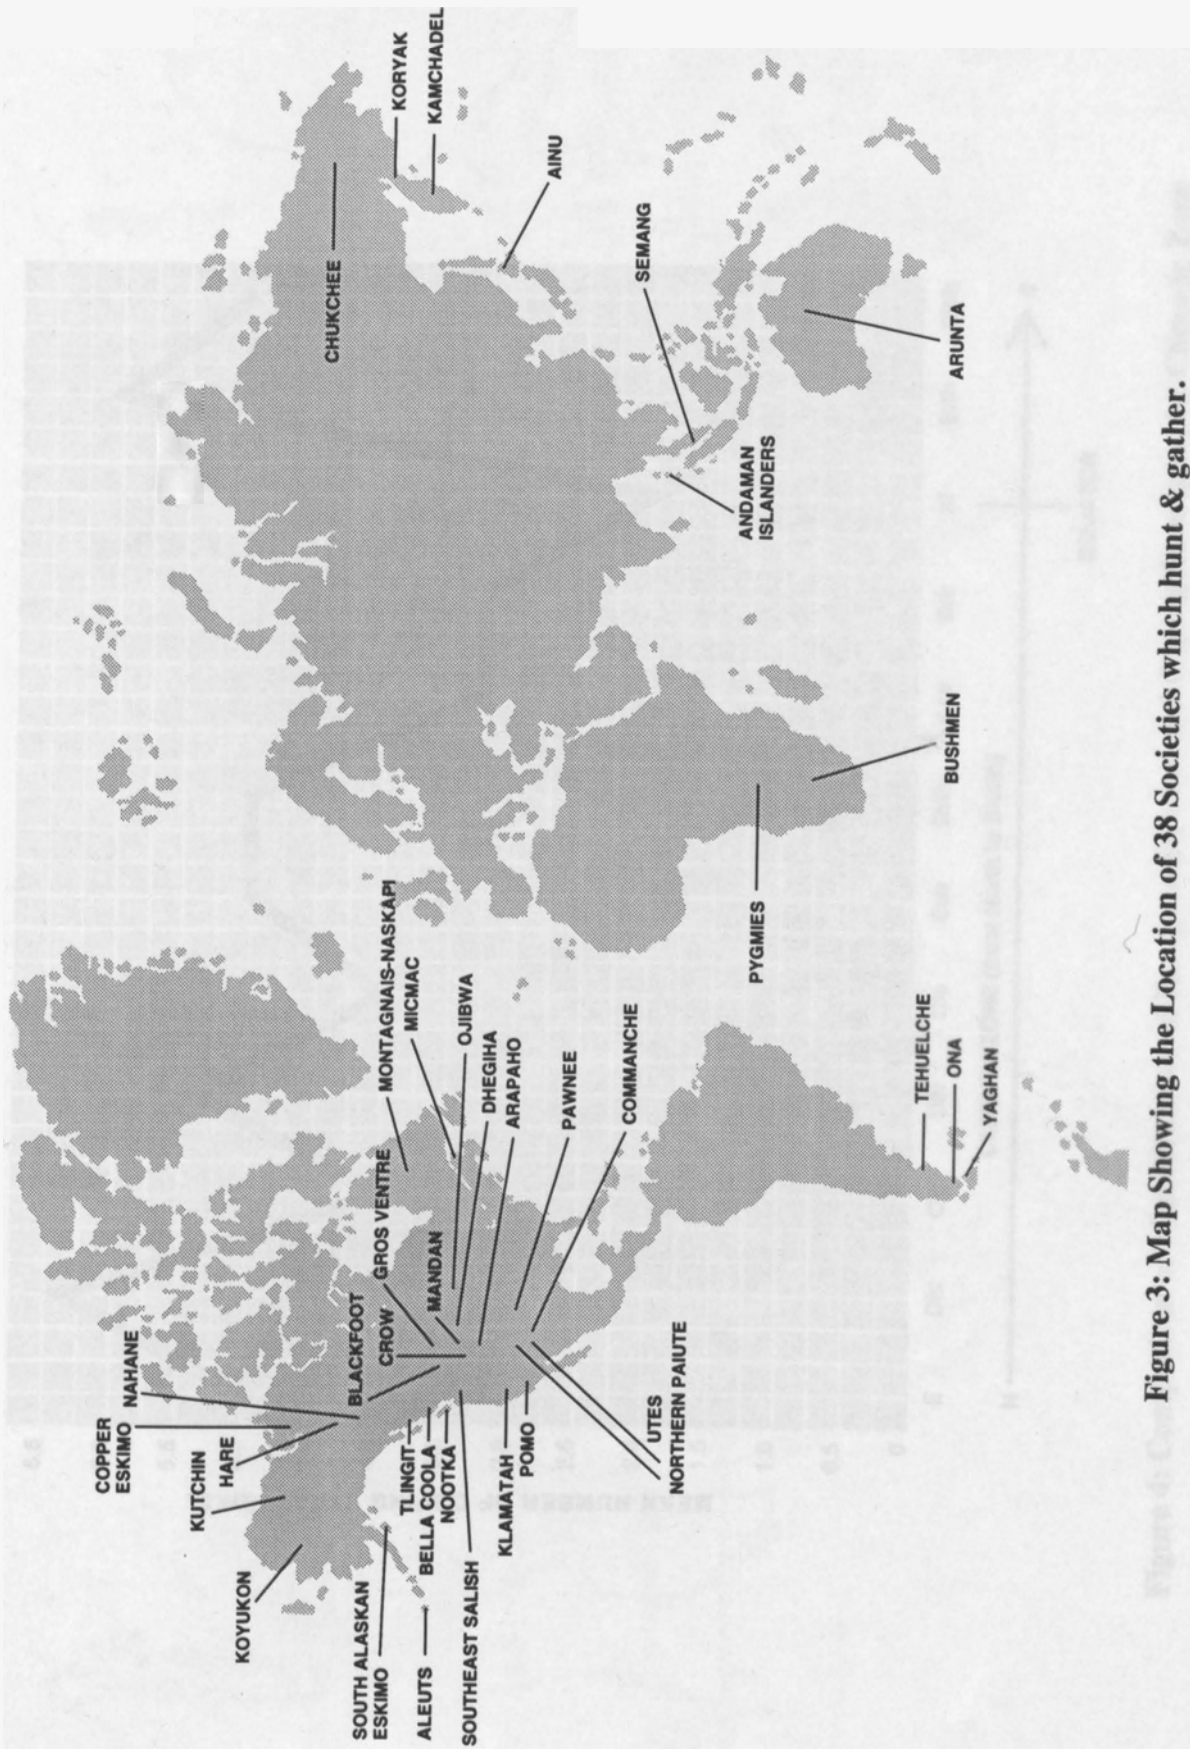 COPPER
ESKIMO
NAHANE
KUTCHIN
HARE
KOYUKON
BLACKFOOT
CROW
GROS VENTRE
MONTAGNAIS-NASKAPI
MICMAC
MANDAN
OJIBWA
DHEGIHA
ARAPAHO
PAWNEE
COMMANCHE
SOUTH ALASKAN
ESKIMO
ALEUTS
TLINGIT
BELLA COOLA
NOOTKA
SOUTHEAST SALISH
KLAMATAH
POMO
UTES
NORTHERN PAIUTE
TEHUELCHE
ONA
YAGHAN
PYGMIES
BUSHMEN
CHUKCHEE
KORYAK
KAMCHADEL
AINU
SEMANG
ANDAMAN
ISLANDERS
ARUNTA
Figure 3: Map Showing the Location of 38 Societies which hunt & gather.